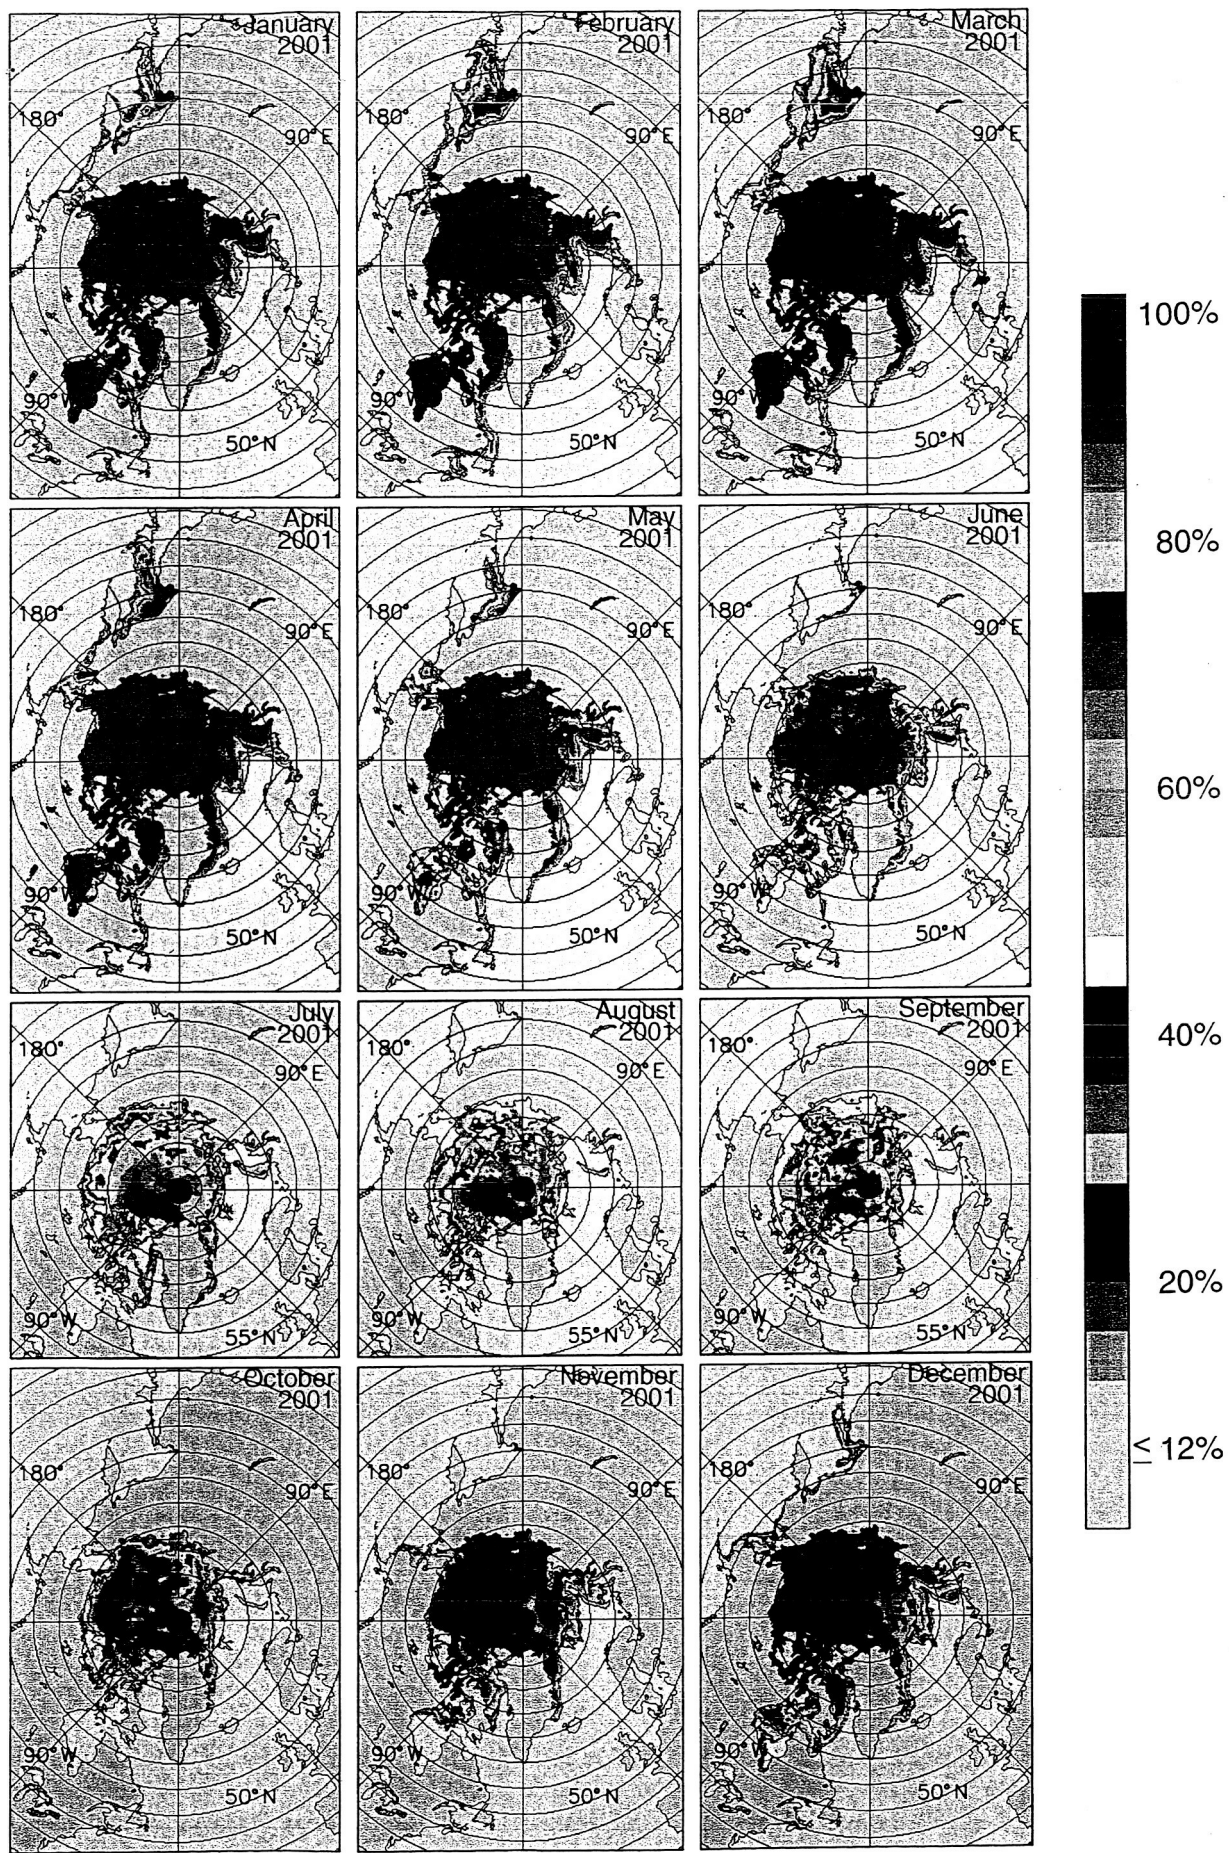 January
2001
180°
90°E
90°W
50°N
February
2001
180°
90°E
90°W
50°N
March
2001
180°
90°E
90°W
50°N
April
2001
180°
90°E
90°W
50°N
May
2001
180°
90°E
90°W
50°N
June
2001
180°
90°E
90°W
50°N
July
2001
180°
90°E
90°W
55°N
August
2001
180°
90°E
90°W
55°N
September
2001
180°
90°E
90°W
55°N
October
2001
180°
90°E
90°W
50°N
November
2001
180°
90°E
90°W
50°N
December
2001
180°
90°E
90°W
50°N
100%
80%
60%
40%
20%
≤ 12%